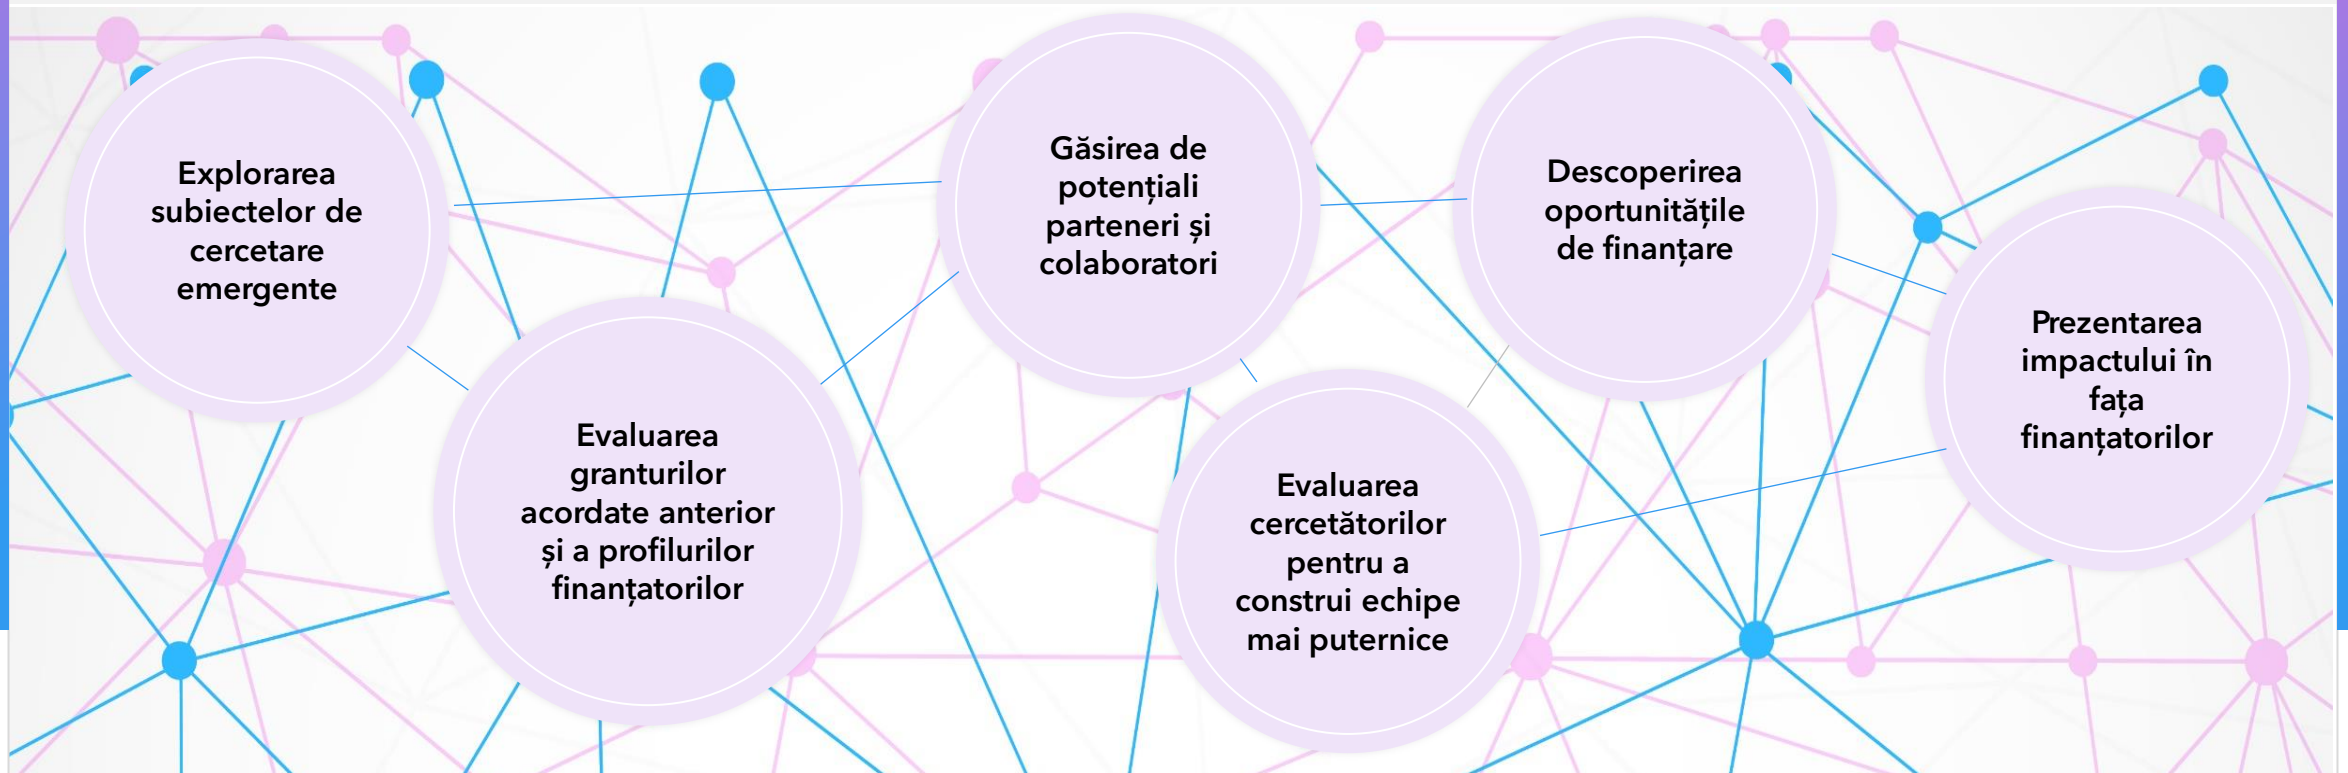 Explorarea
subiectelor de
cercetare
emergente
Evaluarea
granturilor
acordate anterior
și a profilurilor
finanțatorilor
Găsirea de
potențiali
parteneri și
colaboratori
Evaluarea
cercetătorilor
pentru a
construi echipe
mai puternice
Descoperirea
oportunitățile
de finanțare
Prezentarea
impactului în
fața
finanțatorilor